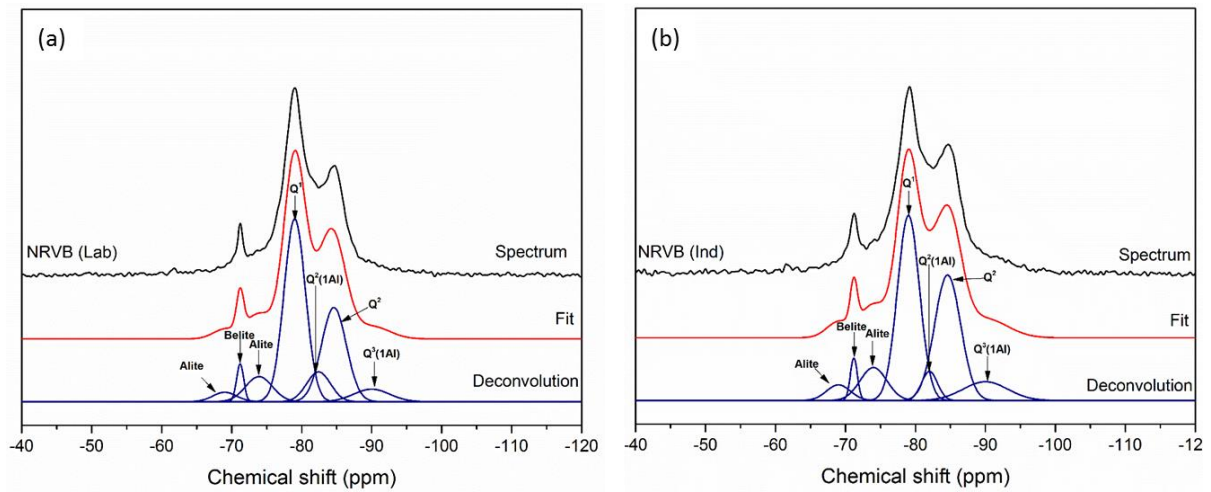 (a)
Q¹
NRVB (Lab)
Spectrum
Q²(1Al)
Q²
Fit
Belite
Alite
Alite
Q³(1Al)
Deconvolution
-40 -50 -60 -70 -80 -90 -100 -110 -120
Chemical shift (ppm)
(b)
Q¹
NRVB (Ind)
Spectrum
Q²(1Al)
Q²
Fit
Belite
Alite
Alite
Q³(1Al)
Deconvolution
-40 -50 -60 -70 -80 -90 -100 -110 -12
Chemical shift (ppm)